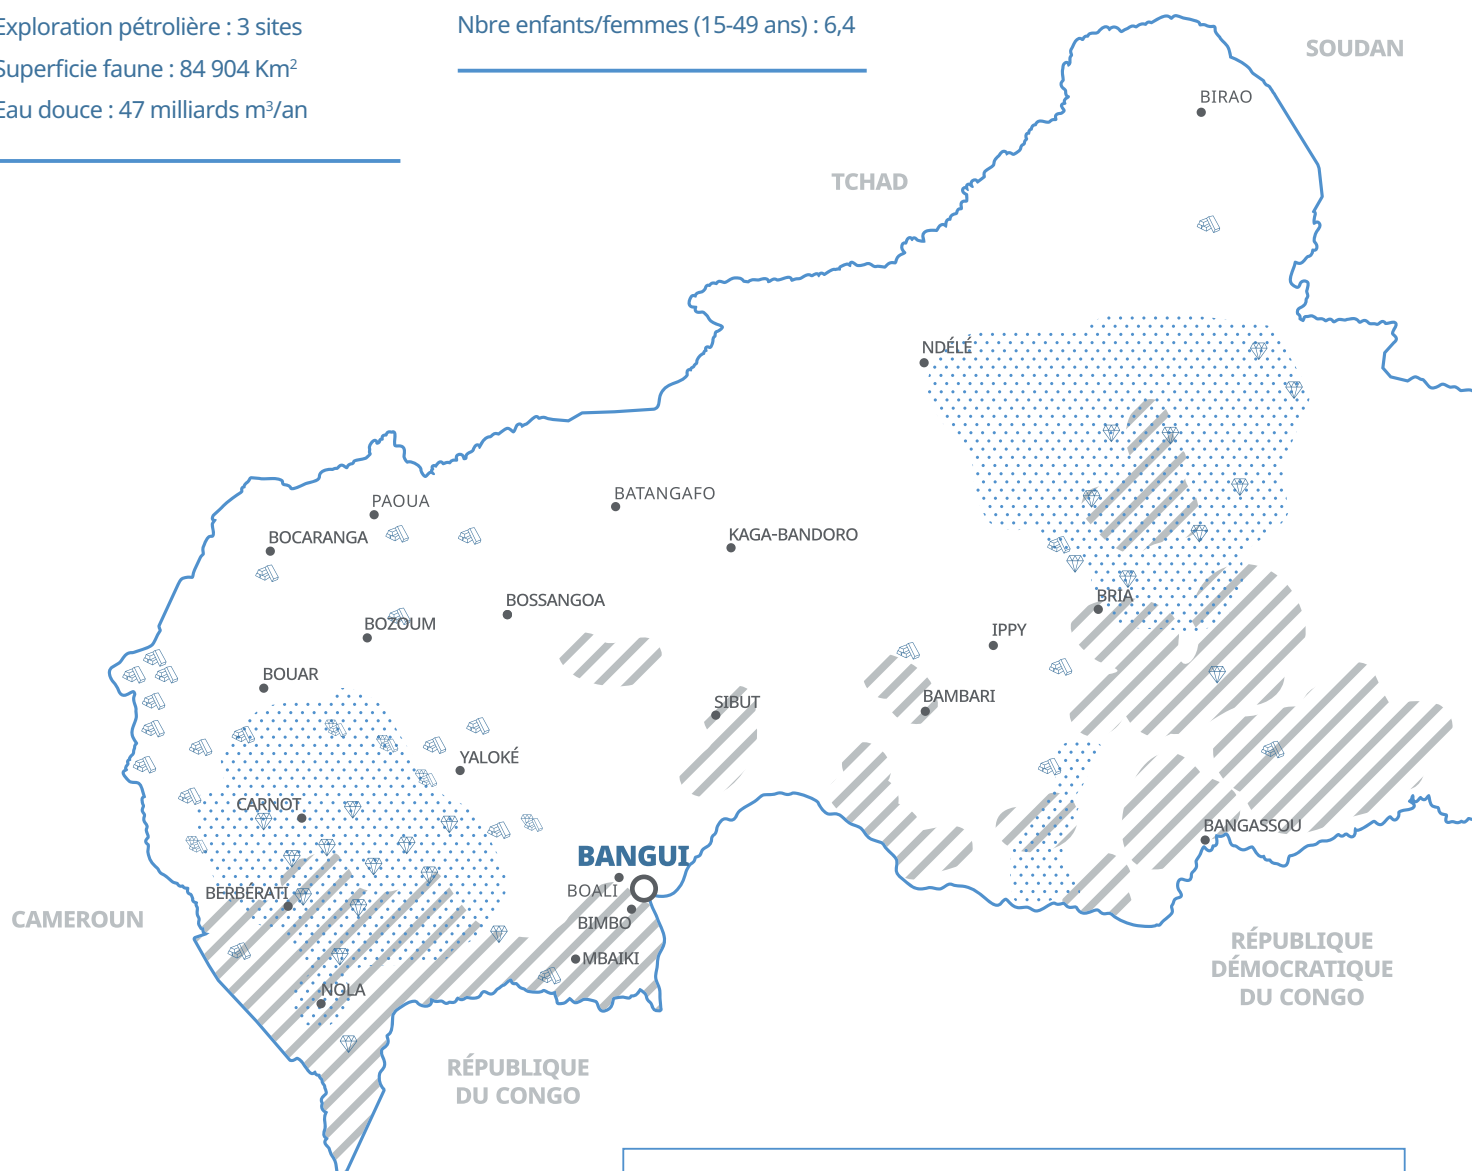 Exploration pétrolière : 3 sites
Superficie faune : 84 904 Km²
Eau douce : 47 milliards m³/an
Nbre enfants/femmes (15-49 ans) : 6,4
SOUDAN
BIRAO
TCHAD
NDÉLÉ
PAOUA
BATANGAFO
BOCARANGA
KAGA-BANDORO
BOSSANGOA
BRIA
BOZOUM
IPPY
BOUAR
SIBUT
BAMBARI
YALOKÉ
CARNOT
BANGASSOU
BANGUI
BOALI
BERBÉRATI
CAMEROUN
BIMBO
MBAIKI
NOLA
RÉPUBLIQUE
DÉMOCRATIQUE
DU CONGO
RÉPUBLIQUE
DU CONGO